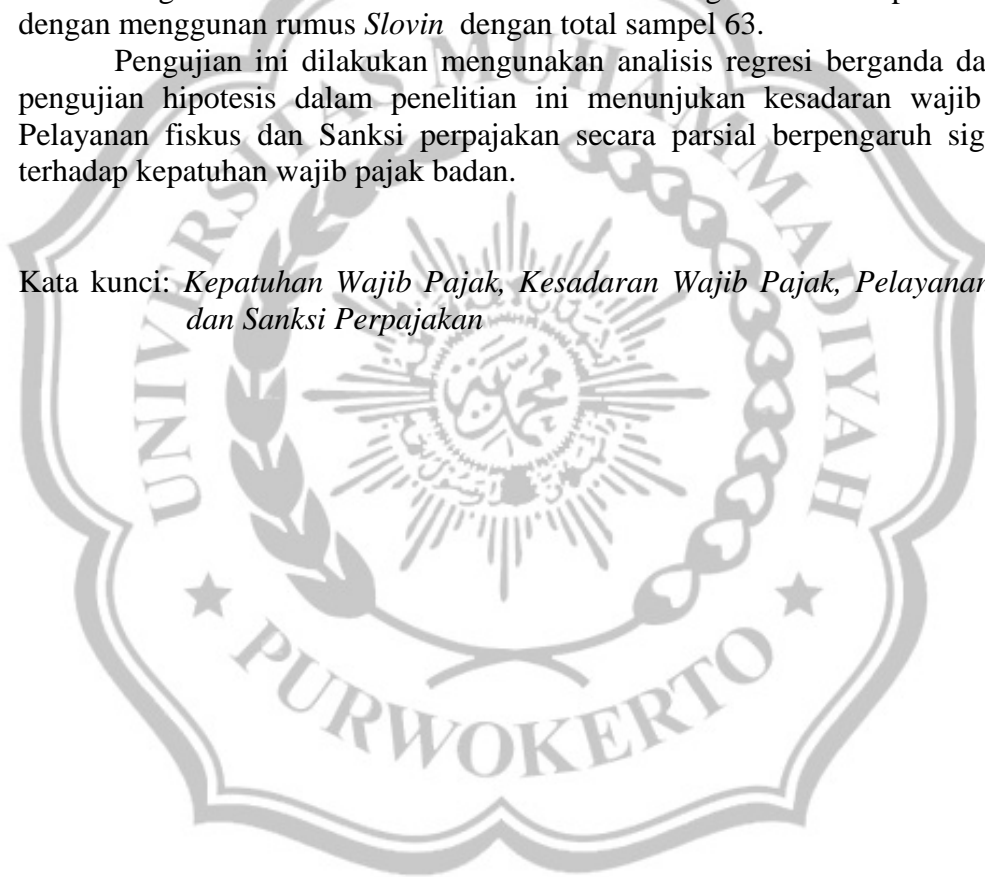 dengan menggunan rumus Slovin dengan total sampel 63.
Pengujian ini dilakukan mengunakan analisis regresi berganda da
pengujian hipotesis dalam penelitian ini menunjukan kesadaran wajib
Pelayanan fiskus dan Sanksi perpajakan secara parsial berpengaruh sig
terhadap kepatuhan wajib pajak badan.
Kata kunci: Kepatuhan Wajib Pajak, Kesadaran Wajib Pajak, Pelayanan
dan Sanksi Perpajakan
UNIVERSITAS MUHAMMADIYAH
PURWOKERTO